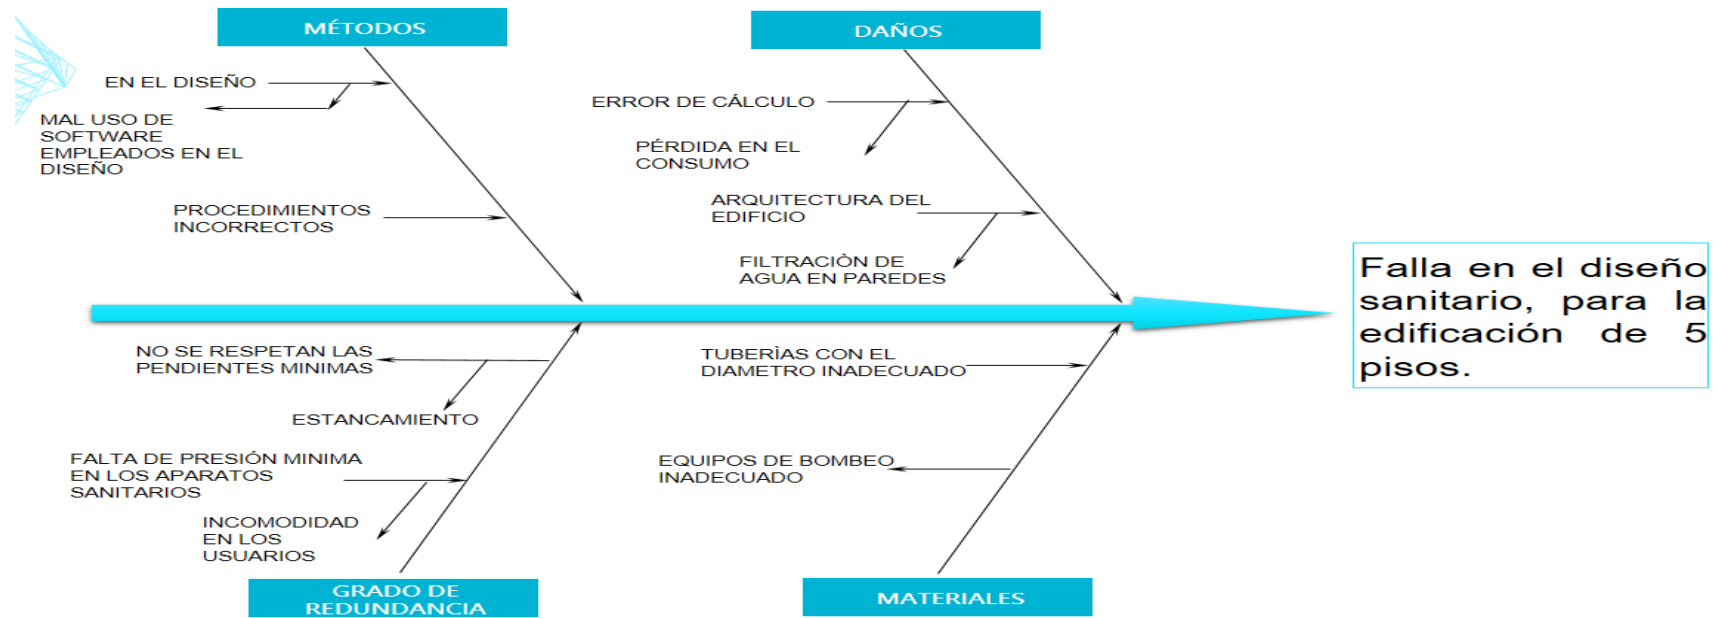 MÉTODOS
EN EL DISEÑO
MAL USO DE
SOFTWARE
EMPLEADOS EN EL
DISEÑO
PROCEDIMIENTOS
INCORRECTOS
DAÑOS
ERROR DE CÁLCULO
PÉRDIDA EN EL
CONSUMO
ARQUITECTURA DEL
EDIFICIO
FILTRACIÒN DE
AGUA EN PAREDES
Falla en el diseño
sanitario, para la
edificación de 5
pisos.
NO SE RESPETAN LAS
PENDIENTES MINIMAS
ESTANCAMIENTO
FALTA DE PRESIÓN MINIMA
EN LOS APARATOS
SANITARIOS
INCOMODIDAD
EN LOS
USUARIOS
GRADO DE
REDUNDANCIA
TUBERÌAS CON EL
DIAMETRO INADECUADO
EQUIPOS DE BOMBEO
INADECUADO
MATERIALES